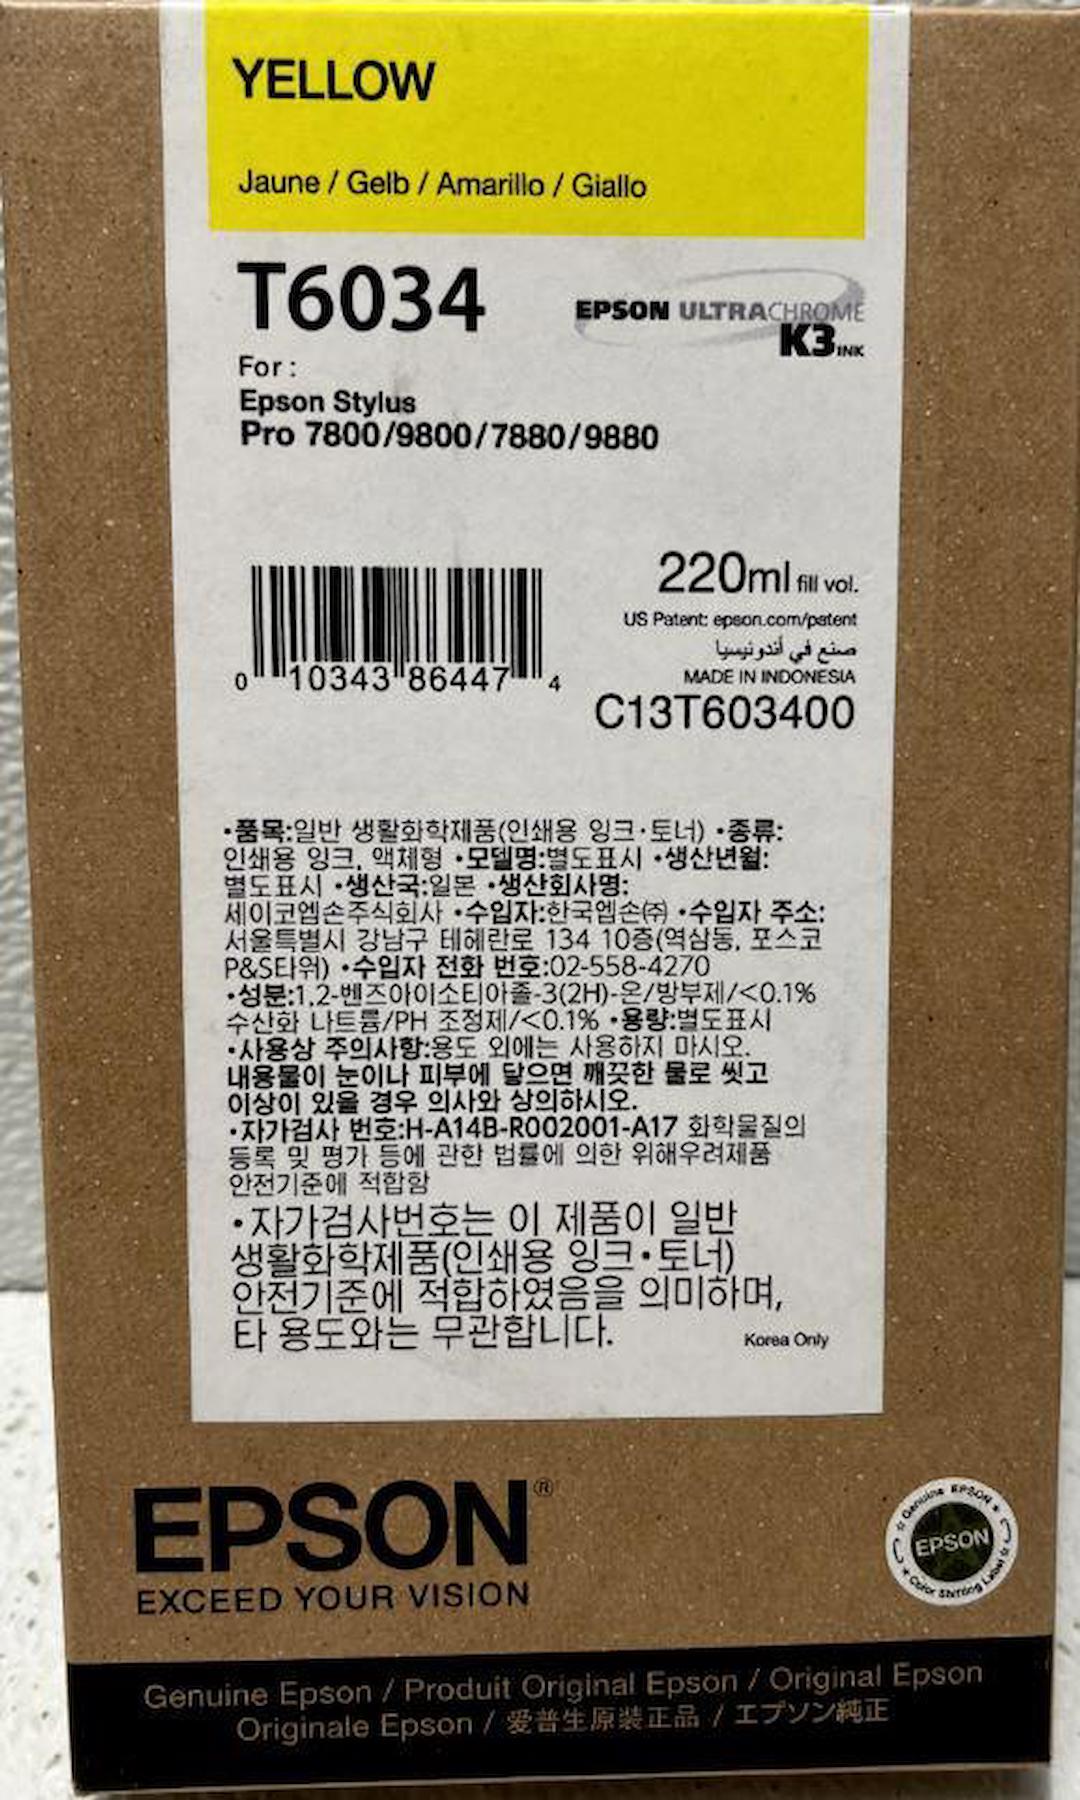 YELLOW
Jaune / Gelb / Amarillo / Giallo
T6034
EPSON ULTRACHROME
K3 INK
For :
Epson Stylus
Pro 7800/9800/7880/9880
220ml fill vol.
US Patent: epson.com/patent
صنع في أندونيسيا
MADE IN INDONESIA
0 10343 86447 4
C13T603400
•품목:일반 생활화학제품(인쇄용 잉크·토너) •종류:
인쇄용 잉크, 액체형 •모델명:별도표시 •생산년월:
별도표시 •생산국:일본 •생산회사명:
세이코엡손주식회사 •수입자:한국엡손㈜ •수입자 주소:
서울특별시 강남구 테헤란로 134 10층(역삼동, 포스코
P&S타워) •수입자 전화 번호:02-558-4270
•성분:1,2-벤즈아이소티아졸-3(2H)-온/방부제/<0.1%
수산화 나트륨/PH 조정제/<0.1% •용량:별도표시
•사용상 주의사항:용도 외에는 사용하지 마시오.
내용물이 눈이나 피부에 닿으면 깨끗한 물로 씻고
이상이 있을 경우 의사와 상의하시오.
•자가검사 번호:H-A14B-R002001-A17 화학물질의
등록 및 평가 등에 관한 법률에 의한 위해우려제품
안전기준에 적합함
•자가검사번호는 이 제품이 일반
생활화학제품(인쇄용 잉크•토너)
안전기준에 적합하였음을 의미하며,
타 용도와는 무관합니다.
Korea Only
EPSON®
EXCEED YOUR VISION
Genuine EPSON
EPSON
Color Shifting Label
Genuine Epson / Produit Original Epson / Original Epson
Originale Epson / 爱普生原装正品 / エプソン純正